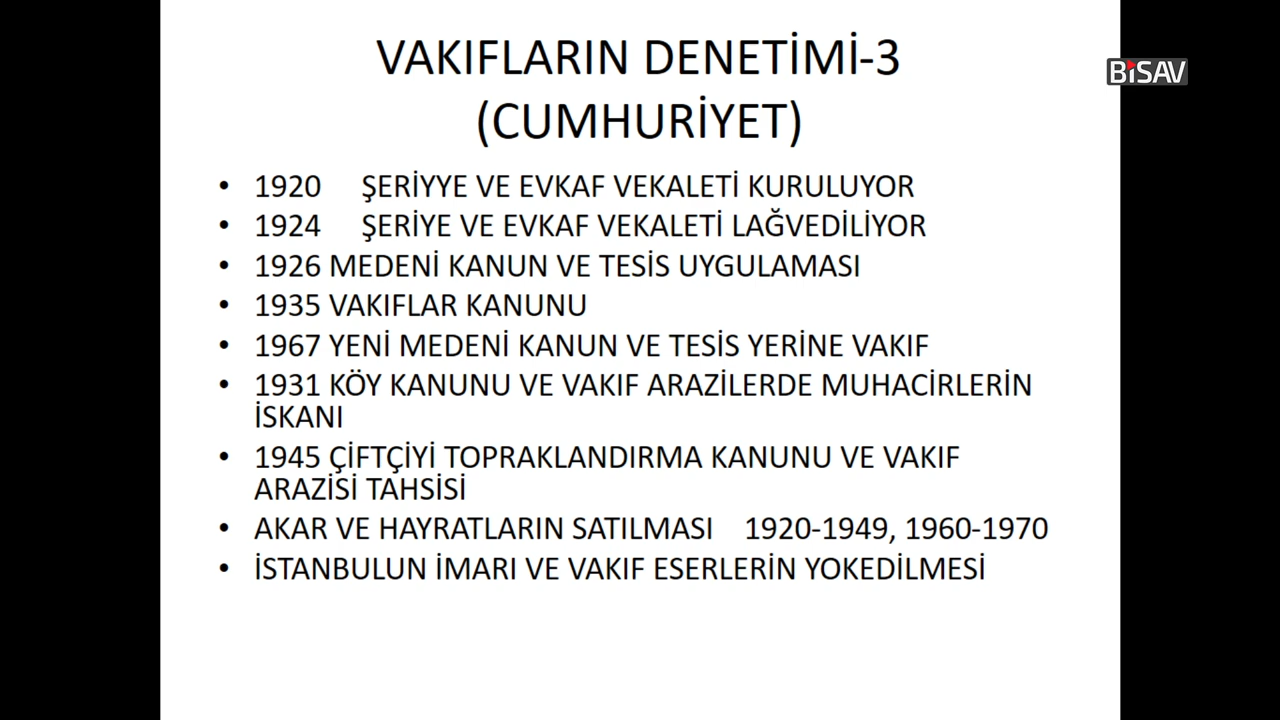 VAKIFLARIN DENETİMİ-3
(CUMHURİYET)
BİSAV
• 1920 ŞERİYYE VE EVKAF VEKALETİ KURULUYOR
• 1924 ŞERİYE VE EVKAF VEKALETİ LAĞVEDİLİYOR
• 1926 MEDENİ KANUN VE TESİS UYGULAMASI
• 1935 VAKIFLAR KANUNU
• 1967 YENİ MEDENİ KANUN VE TESİS YERİNE VAKIF
• 1931 KÖY KANUNU VE VAKIF ARAZİLERDE MUHACİRLERİN
İSKANI
• 1945 ÇİFTÇİYİ TOPRAKLANDIRMA KANUNU VE VAKIF
ARAZİSİ TAHSİSİ
• AKAR VE HAYRATLARIN SATILMASI 1920-1949, 1960-1970
• İSTANBULUN İMARI VE VAKIF ESERLERİN YOKEDİLMESİ